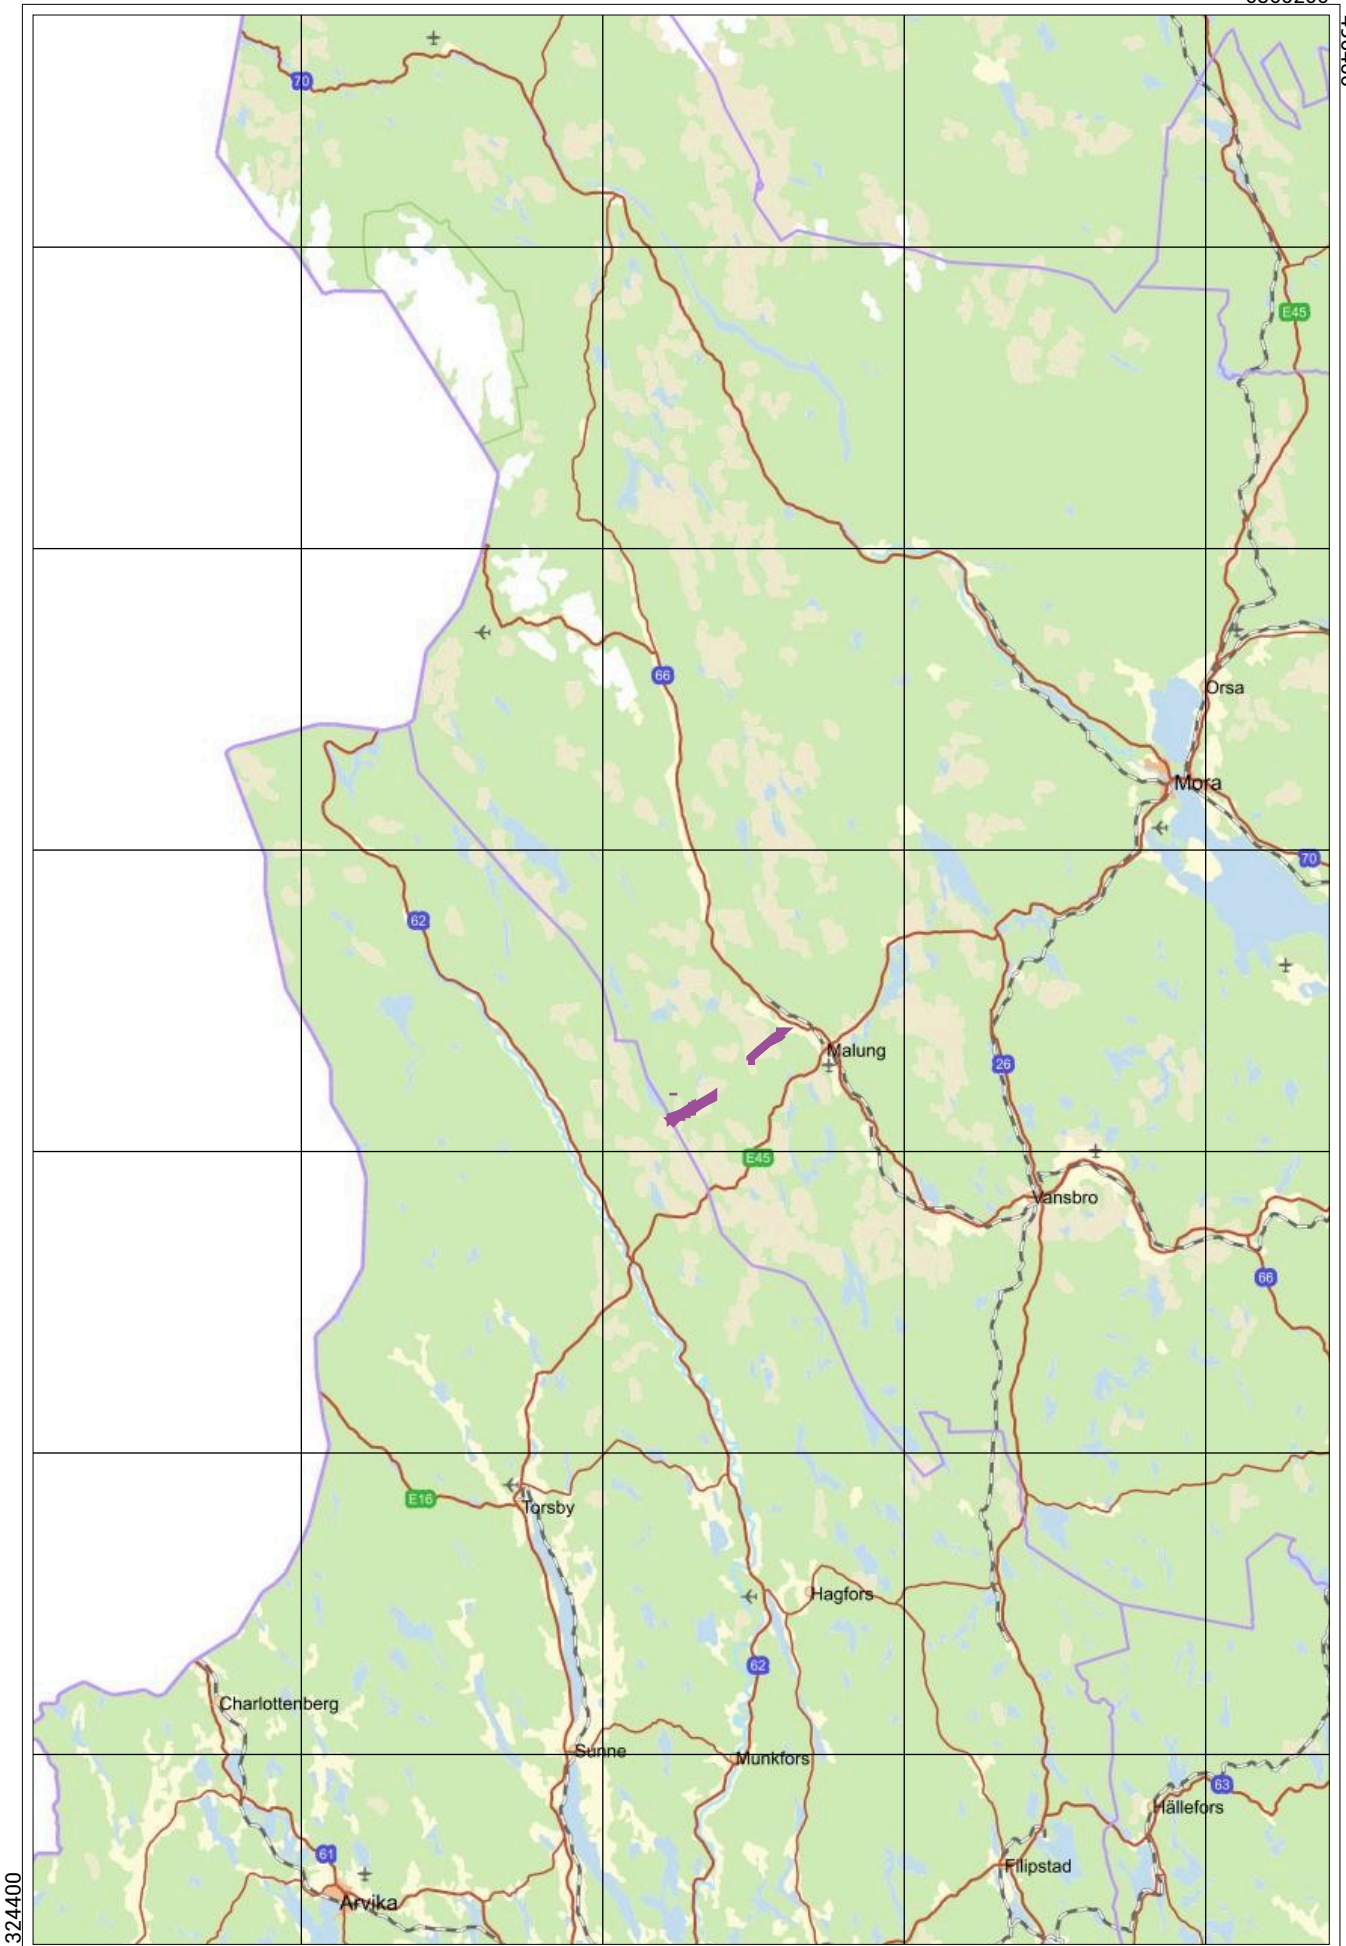 70
E45
66
Orsa
Mora
70
62
Malung
26
E45
Vansbro
66
E16
Torsby
Hagfors
62
Charlottenberg
Sunne
Munkfors
63
Hällefors
61
Filipstad
Arvika
324400